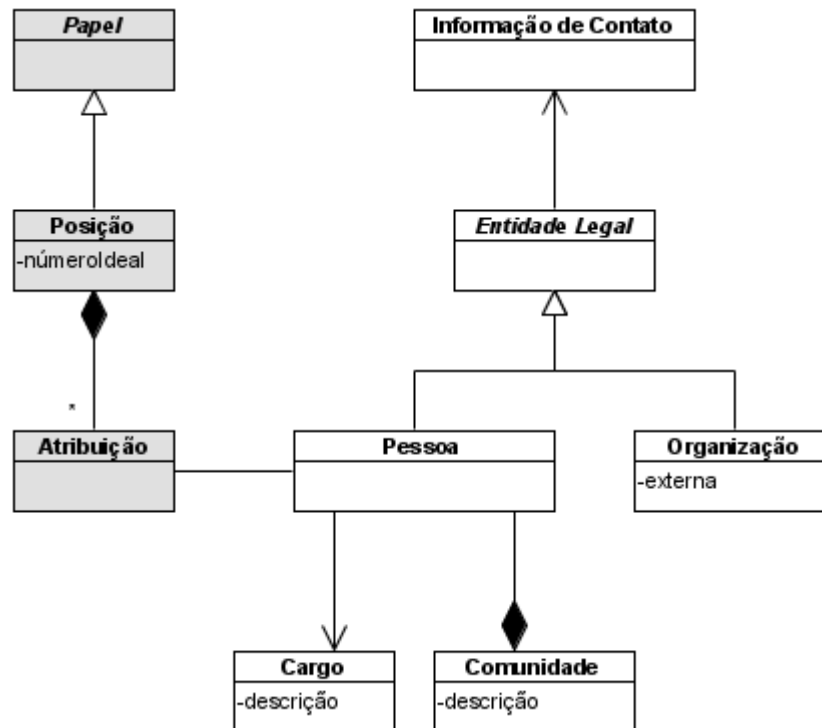 Papel
Informação de Contato
Posição
-númeroIdeal
Entidade Legal
*
Atribuição
Pessoa
Organização
-externa
Cargo
-descrição
Comunidade
-descrição